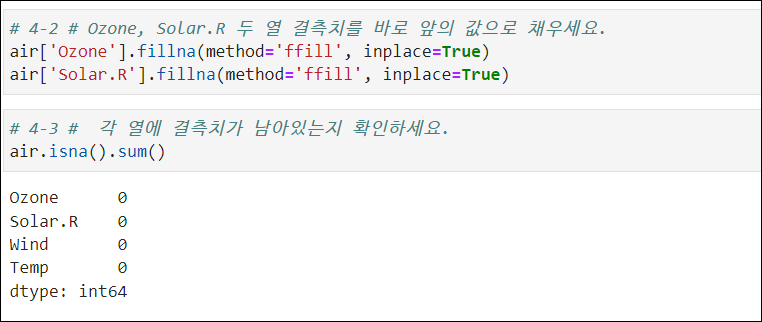 # 4-2 # Ozone, Solar.R 두 열 결측치를 바로 앞의 값으로 채우세요.
air['Ozone'].fillna(method='ffill', inplace=True)
air['Solar.R'].fillna(method='ffill', inplace=True)
# 4-3 #  각 열에 결측치가 남아있는지 확인하세요.
air.isna().sum()
Ozone      0
Solar.R    0
Wind       0
Temp       0
dtype: int64